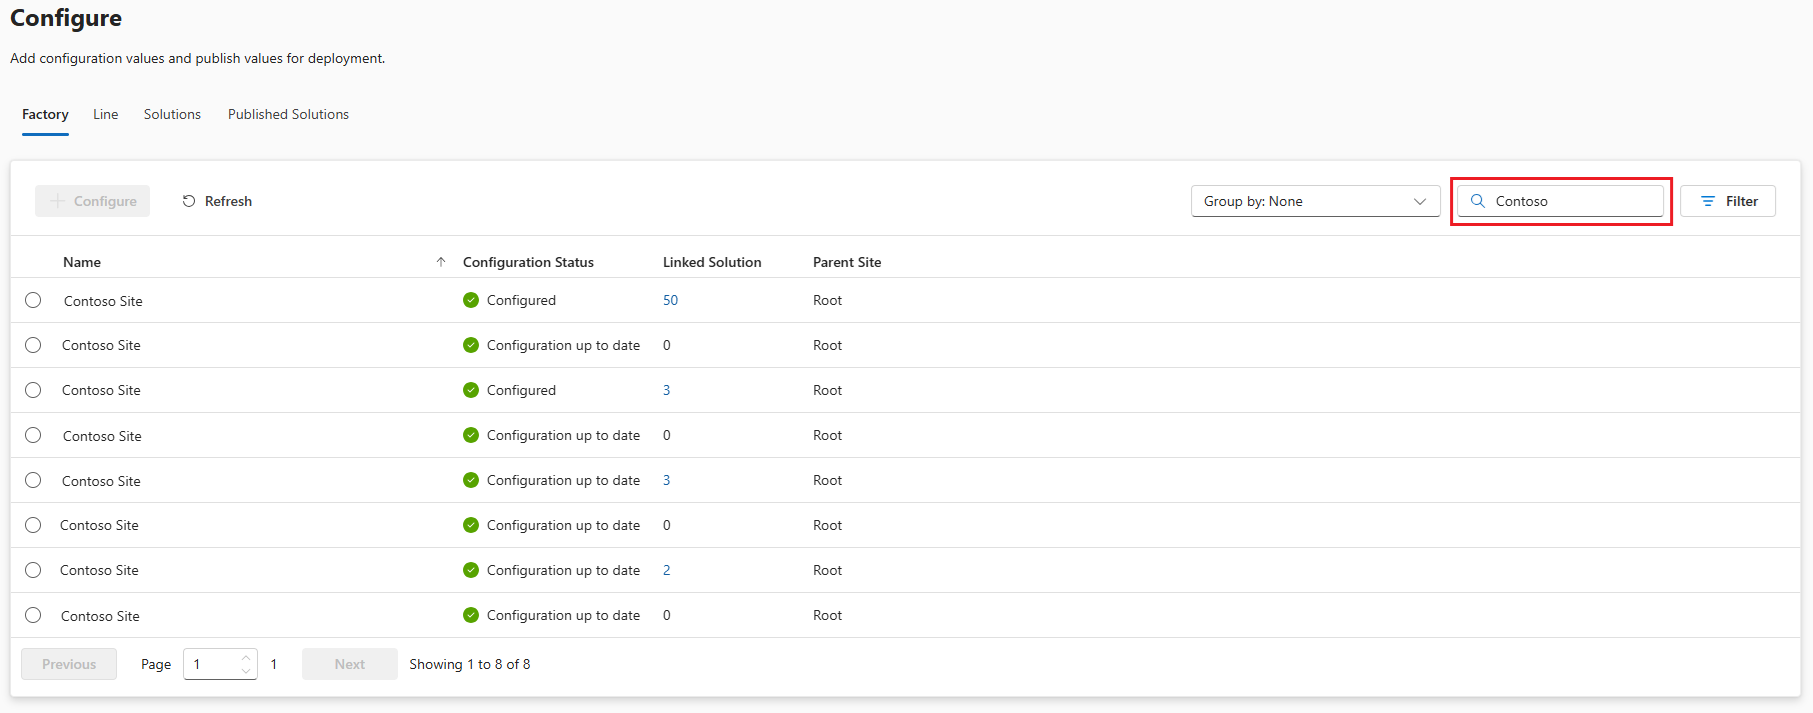 Configure
Add configuration values and publish values for deployment.
Factory Line Solutions Published Solutions
Configure Refresh Group by: None Contoso Filter
Name Configuration Status Linked Solution Parent Site
Contoso Site Configured 50 Root
Contoso Site Configuration up to date 0 Root
Contoso Site Configured 3 Root
Contoso Site Configuration up to date 0 Root
Contoso Site Configuration up to date 3 Root
Contoso Site Configuration up to date 0 Root
Contoso Site Configuration up to date 2 Root
Contoso Site Configuration up to date 0 Root
Previous Page 1 1 Next Showing 1 to 8 of 8